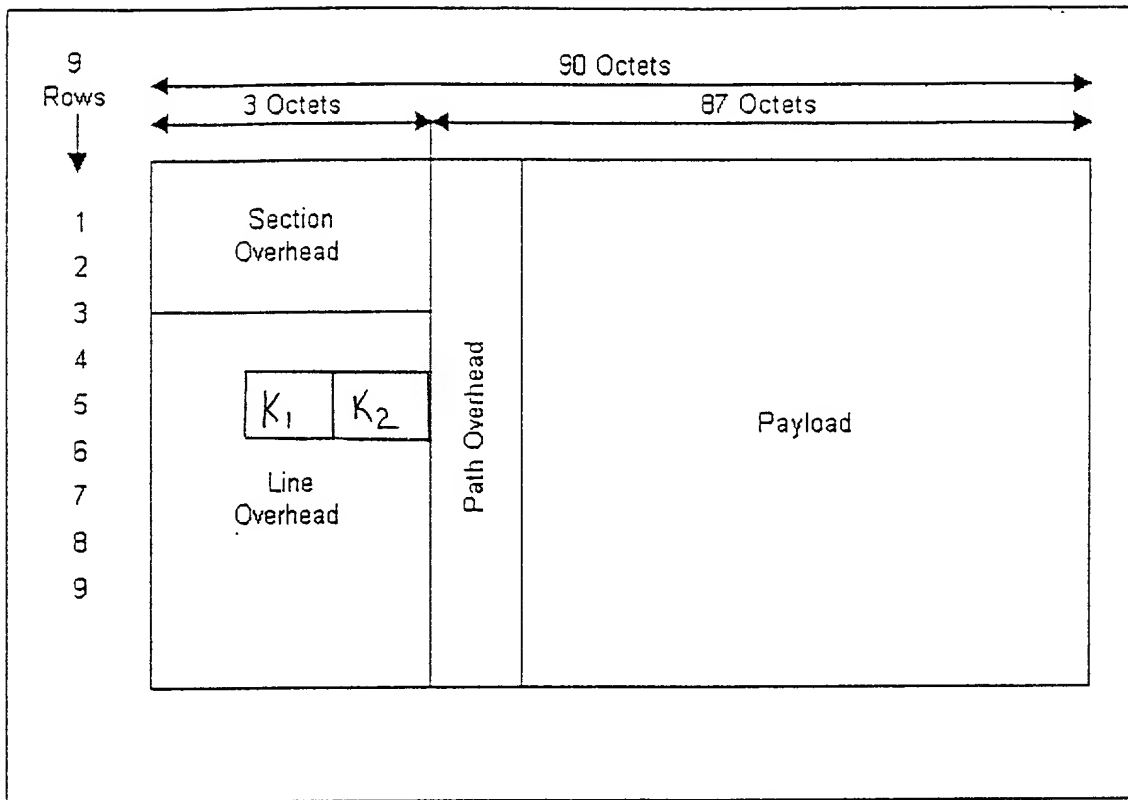 9
Rows
90 Octets
3 Octets
87 Octets
1
2
3
4
5
6
7
8
9
Section
Overhead
K₁
K₂
Line
Overhead
Path Overhead
Payload